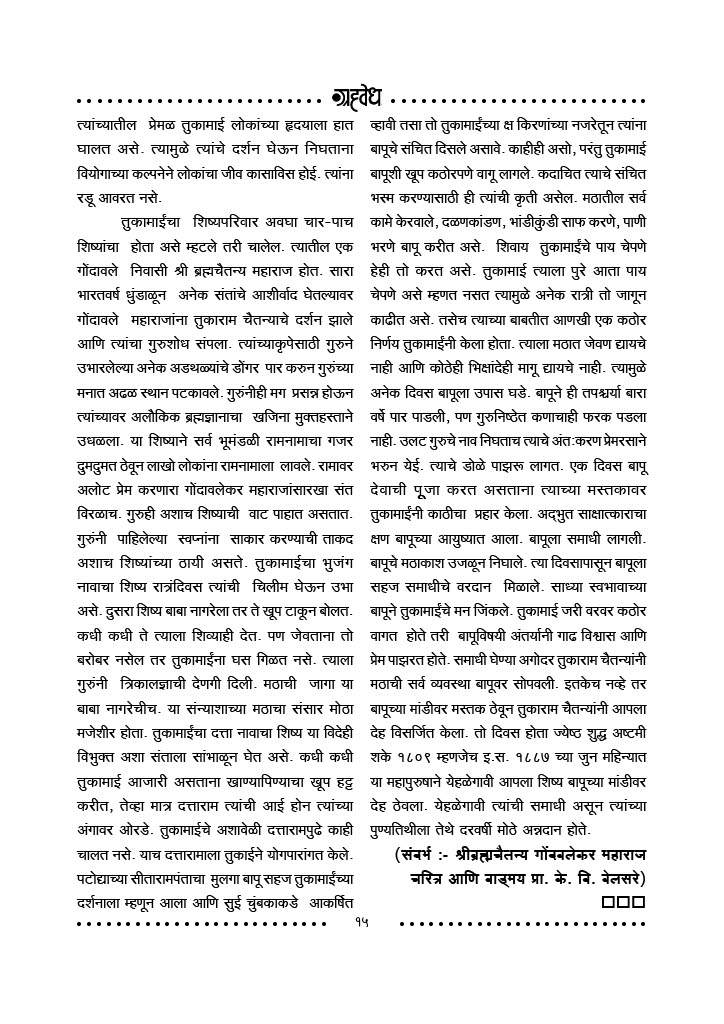 ग्रहवेध
त्यांच्यातील प्रेमळ तुकामाई लोकांच्या हृदयाला हात
घालत असे. त्यामुळे त्यांचे दर्शन घेऊन निघताना
वियोगाच्या कल्पनेने लोकांचा जीव कासाविस होई. त्यांना
रडू आवरत नसे.
तुकामाईंचा शिष्यपरिवार अवघा चार-पाच
शिष्यांचा होता असे म्हटले तरी चालेल. त्यातील एक
गोंदावले निवासी श्री ब्रह्मचैतन्य महाराज होत. सारा
भारतवर्ष धुंडाळून अनेक संतांचे आशीर्वाद घेतल्यावर
गोंदावले महाराजांना तुकाराम चैतन्याचे दर्शन झाले
आणि त्यांचा गुरुशोध संपला. त्यांच्याकृपेसाठी गुरुने
उभारलेल्या अनेक अडथळ्यांचे डोंगर पार करुन गुरुंच्या
मनात अढळ स्थान पटकावले. गुरुंनीही मग प्रसन्न होऊन
त्यांच्यावर अलौकिक ब्रह्मज्ञानाचा खजिना मुक्तहस्ताने
उधळला. या शिष्याने सर्व भूमंडळी रामनामाचा गजर
दुमदुमत ठेवून लाखो लोकांना रामनामाला लावले. रामावर
अलोट प्रेम करणारा गोंदावलेकर महाराजांसारखा संत
विरळाच. गुरुही अशाच शिष्याची वाट पाहात असतात.
गुरुंनी पाहिलेल्या स्वप्नांना साकार करण्याची ताकद
अशाच शिष्यांच्या ठायी असते. तुकामाईचा भुजंग
नावाचा शिष्य रात्रंदिवस त्यांची चिलीम घेऊन उभा
असे. दुसरा शिष्य बाबा नागरेला तर ते खूप टाकून बोलत.
कधी कधी ते त्याला शिव्याही देत. पण जेवताना तो
बरोबर नसेल तर तुकामाईंना घस गिळत नसे. त्याला
गुरुंनी त्रिकालज्ञाची देणगी दिली. मठाची जागा या
बाबा नागरेचीच. या संन्याशाच्या मठाचा संसार मोठा
मजेशीर होता. तुकामाईंचा दत्ता नावाचा शिष्य या विदेही
विभुक्त अशा संताला सांभाळून घेत असे. कधी कधी
तुकामाई आजारी असताना खाण्यापिण्याचा खूप हट्ट
करीत, तेव्हा मात्र दत्ताराम त्यांची आई होन त्यांच्या
अंगावर ओरडे. तुकामाईचे अशावेळी दत्तारामपुढे काही
चालत नसे. याच दत्तारामाला तुकाईने योगपारांगत केले.
पटोद्याच्या सीतारामपंताचा मुलगा बापू सहज तुकामाईंच्या
दर्शनाला म्हणून आला आणि सुई चुंबकाकडे आकर्षित
व्हावी तसा तो तुकामाईंच्या क्ष किरणांच्या नजरेतून त्यांना
बापूचे संचित दिसले असावे. काहीही असो, परंतु तुकामाई
बापूशी खूप कठोरपणे वागू लागले. कदाचित त्याचे संचित
भस्म करण्यासाठी ही त्यांची कृती असेल. मठातील सर्व
कामे केरवाले, दळणकांडण, भांडीकुंडी साफ करणे, पाणी
भरणे बापू करीत असे. शिवाय तुकामाईंचे पाय चेपणे
हेही तो करत असे. तुकामाई त्याला पुरे आता पाय
चेपणे असे म्हणत नसत त्यामुळे अनेक रात्री तो जागून
काढीत असे. तसेच त्याच्या बाबतीत आणखी एक कठोर
निर्णय तुकामाईंनी केला होता. त्याला मठात जेवण द्यायचे
नाही आणि कोठेही भिक्षांदेही मागू द्यायचे नाही. त्यामुळे
अनेक दिवस बापूला उपास घडे. बापूने ही तपश्चर्या बारा
वर्षे पार पाडली, पण गुरुनिष्ठेत कणाचाही फरक पडला
नाही. उलट गुरुचे नाव निघताच त्याचे अंतःकरण प्रेमरसाने
भरुन येई. त्याचे डोळे पाझरू लागत. एक दिवस बापू
देवाची पूजा करत असताना त्याच्या मस्तकावर
तुकामाईंनी काठीचा प्रहार केला. अद्‌भुत साक्षात्काराचा
क्षण बापूच्या आयुष्यात आला. बापूला समाधी लागली.
बापूचे मठाकाश उजळून निघाले. त्या दिवसापासून बापूला
सहज समाधीचे वरदान मिळाले. साध्या स्वभावाच्या
बापूने तुकामाईंचे मन जिंकले. तुकामाई जरी वरवर कठोर
वागत होते तरी बापूविषयी अंतर्यानी गाढ विश्वास आणि
प्रेम पाझरत होते. समाधी घेण्या अगोदर तुकाराम चैतन्यांनी
मठाची सर्व व्यवस्था बापूवर सोपवली. इतकेच नव्हे तर
बापूच्या मांडीवर मस्तक ठेवून तुकाराम चैतन्यांनी आपला
देह विसर्जित केला. तो दिवस होता ज्येष्ठ शुद्ध अष्टमी
शके १८०९ म्हणजेच इ.स. १८८७ च्या जुन महिन्यात
या महापुरुषाने येहळेगावी आपला शिष्य बापूच्या मांडीवर
देह ठेवला. येहळेगावी त्यांची समाधी असून त्यांच्या
पुण्यतिथीला तेथे दरवर्षी मोठे अन्नदान होते.
(संबर्भ :- श्रीब्रह्मचैतन्य गोंबबलेकर महाराज
चरित्र आणि वाड्मय प्रा. के. वि. बेलसरे)
१५